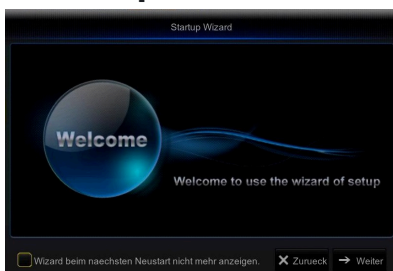 Startup Wizard
Welcome
Welcome to use the wizard of setup
Wizard beim naechsten Neustart nicht mehr anzeigen.
Zurueck
Weiter